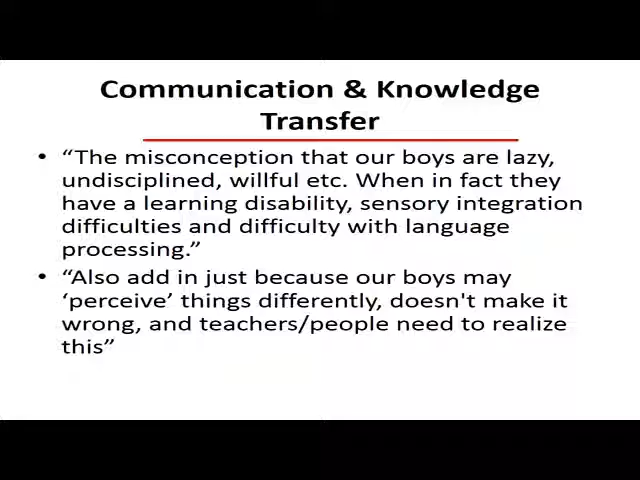 Communication & Knowledge
Transfer
• “The misconception that our boys are lazy,
undisciplined, willful etc. When in fact they
have a learning disability, sensory integration
difficulties and difficulty with language
processing.”
• “Also add in just because our boys may
‘perceive’ things differently, doesn't make it
wrong, and teachers/people need to realize
this”